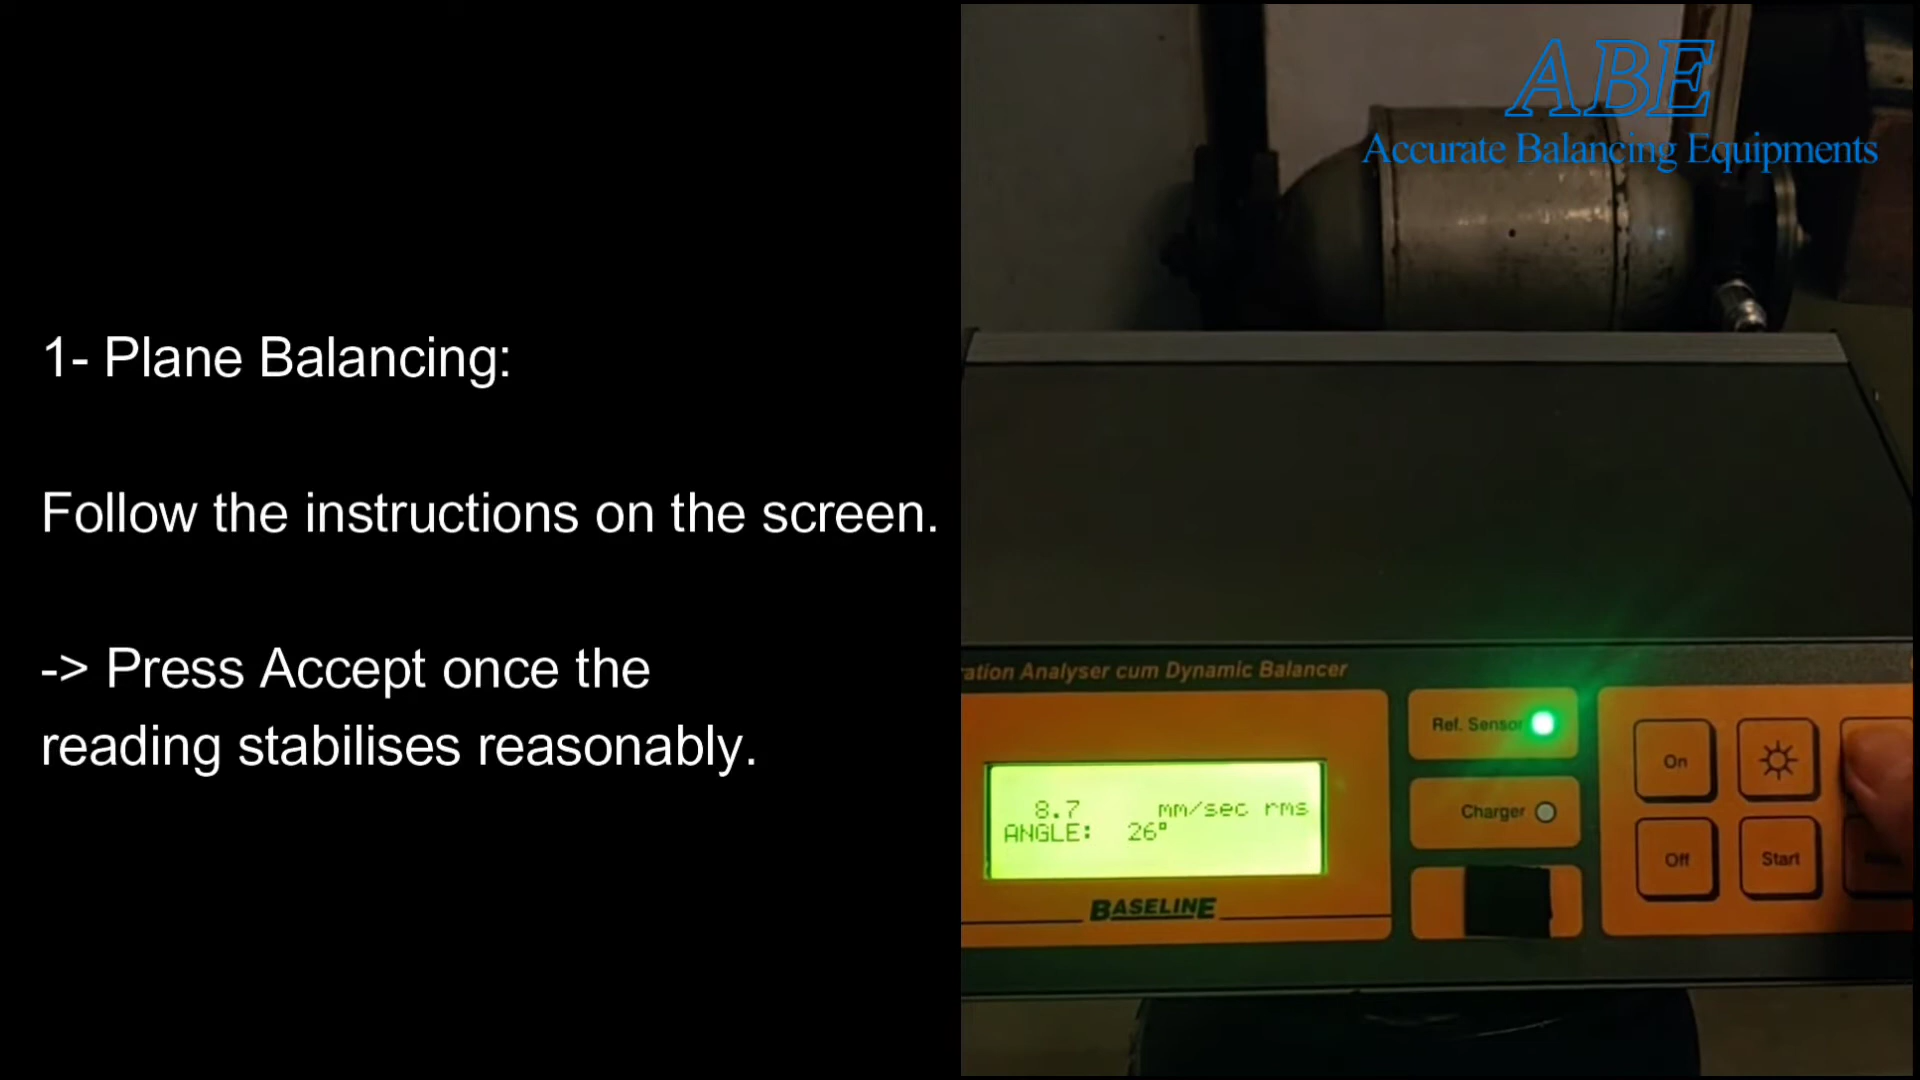 1- Plane Balancing:
Follow the instructions on the screen.
-> Press Accept once the
reading stabilises reasonably.
ABE
Accurate Balancing Equipments
ration Analyser cum Dynamic Balancer
Ref. Sensor
On
8.7 mm/sec rms
ANGLE: 26°
Charger
Off
Start
BASELINE